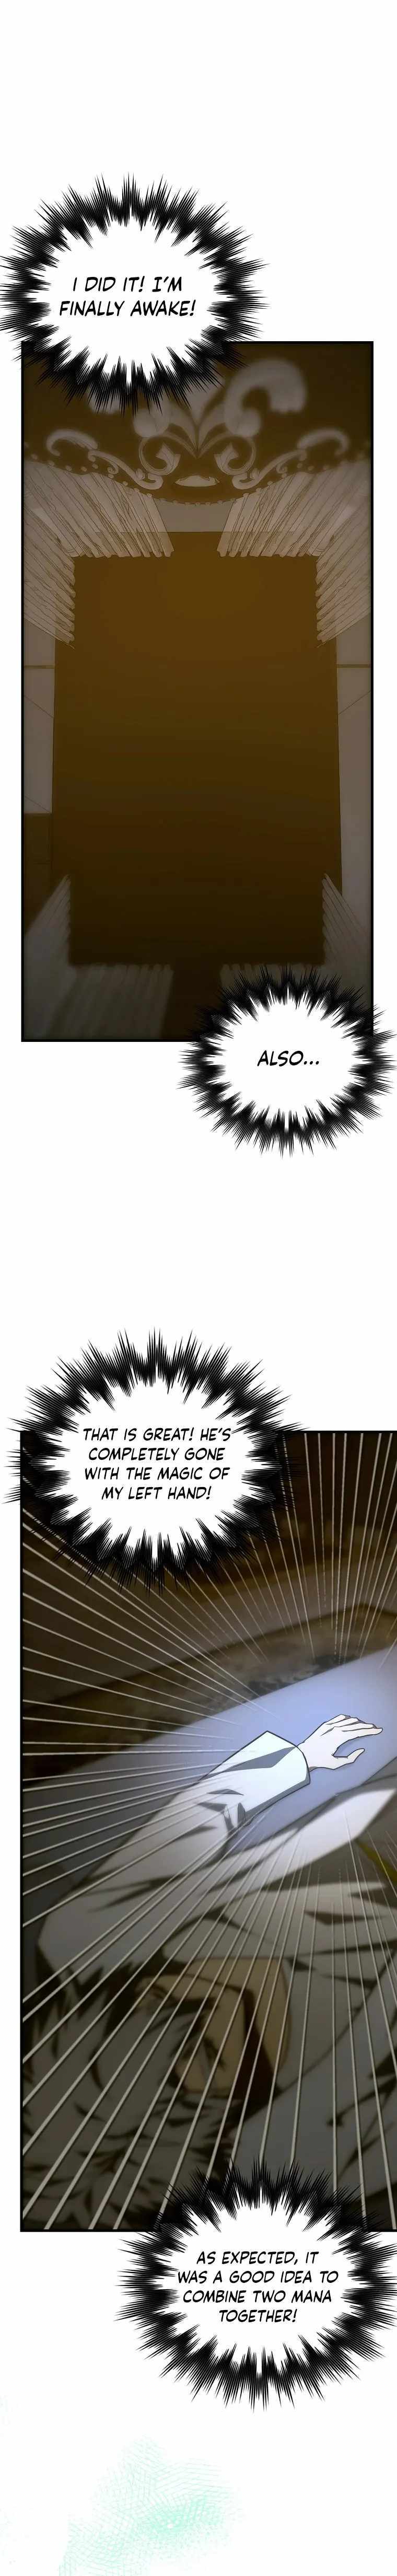 I DID IT! I'M
FINALLY AWAKE!
ALSO...
THAT IS GREAT! HE'S
COMPLETELY GONE
WITH THE MAGIC OF
MY LEFT HAND!
AS EXPECTED, IT
WAS A GOOD IDEA TO
COMBINE TWO MANA
TOGETHER!